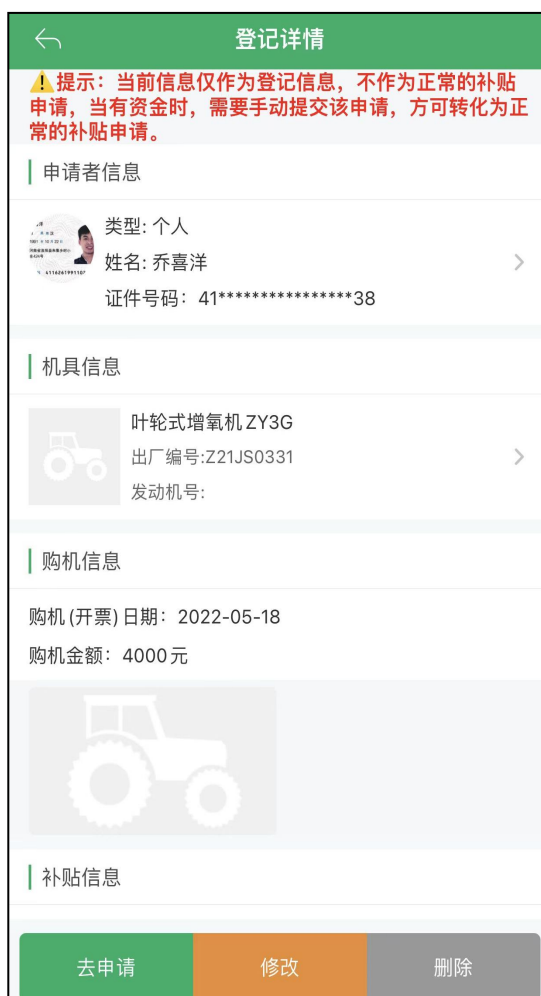 登记详情
⚠提示：当前信息仅作为登记信息，不作为正常的补贴
申请，当有资金时，需要手动提交该申请，方可转化为正
常的补贴申请。
申请者信息
类型: 个人
姓名: 乔喜洋
证件号码：41****************38
机具信息
叶轮式增氧机 ZY3G
出厂编号:Z21JS0331
发动机号:
购机信息
购机(开票)日期：2022-05-18
购机金额：4000元
补贴信息
去申请 修改 删除